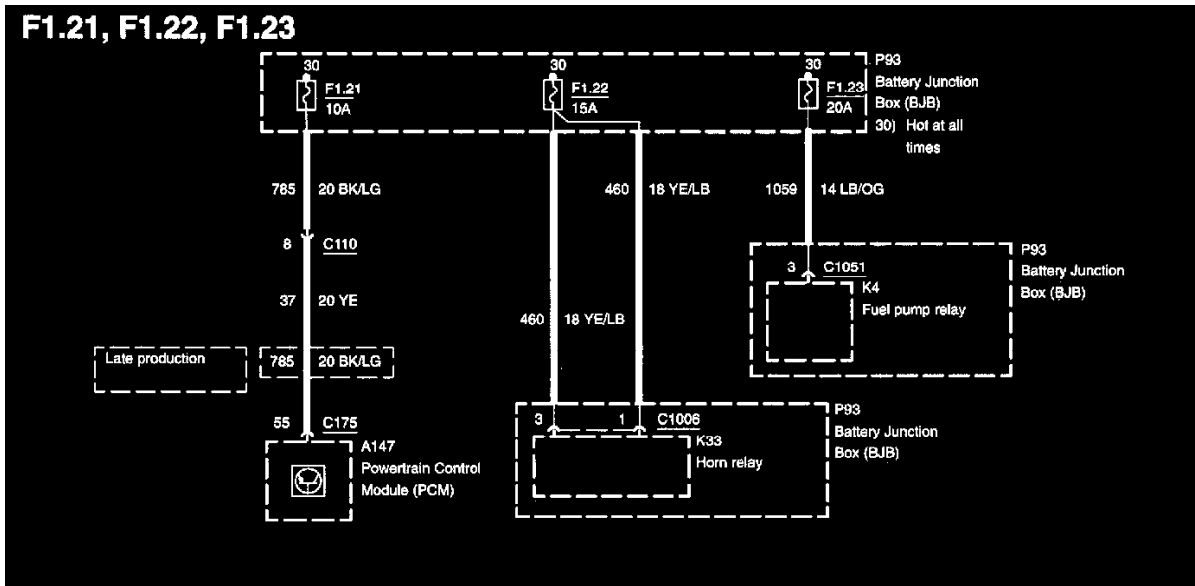 F1.21, F1.22, F1.23
30
F1.21
10A
30
F1.22
15A
30
F1.23
20A
P93
Battery Junction
Box (BJB)
30) Hot at all
times
785 20 BK/LG
460 18 YE/LB
1059 14 LB/OG
8 C110
37 20 YE
460 18 YE/LB
3 C1051
K4
Fuel pump relay
P93
Battery Junction
Box (BJB)
Late production
785 20 BK/LG
55 C175
A147
Powertrain Control
Module (PCM)
3 1 C1006
K33
Horn relay
P93
Battery Junction
Box (BJB)